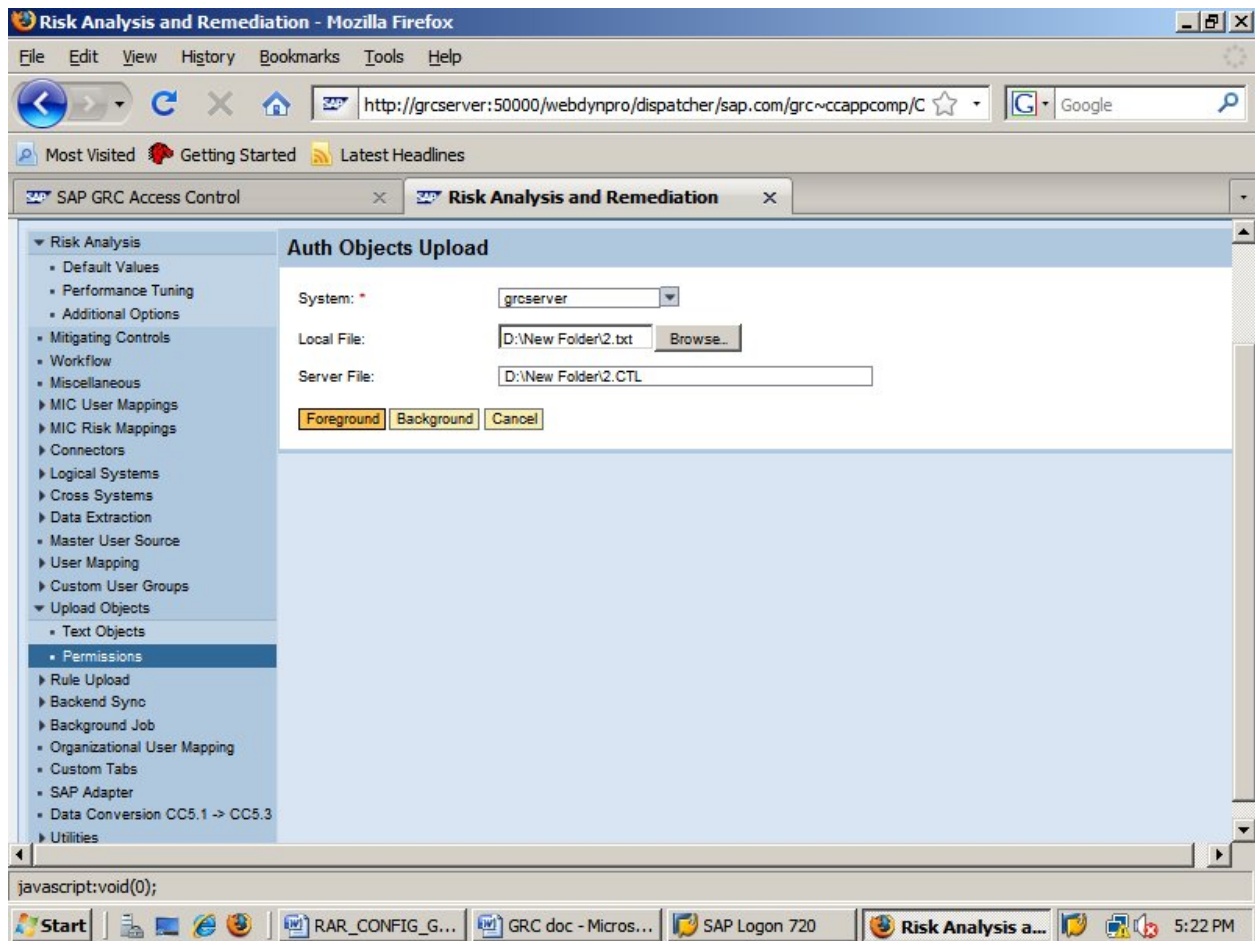 Risk Analysis and Remediation - Mozilla Firefox
File Edit View History Bookmarks Tools Help
http://grcserver:50000/webdynpro/dispatcher/sap.com/grc~ccappcomp/C
G Google
Most Visited Getting Started Latest Headlines
SAP SAP GRC Access Control
SAP Risk Analysis and Remediation
Risk Analysis
Default Values
Performance Tuning
Additional Options
Mitigating Controls
Workflow
Miscellaneous
MIC User Mappings
MIC Risk Mappings
Connectors
Logical Systems
Cross Systems
Data Extraction
Master User Source
User Mapping
Custom User Groups
Upload Objects
Text Objects
Permissions
Rule Upload
Backend Sync
Background Job
Organizational User Mapping
Custom Tabs
SAP Adapter
Data Conversion CC5.1 -> CC5.3
Utilities
Auth Objects Upload
System: * grcserver
Local File: D:\New Folder\2.txt Browse...
Server File: D:\New Folder\2.CTL
Foreground Background Cancel
javascript:void(0);
Start RAR_CONFIG_G... GRC doc - Micros... SAP Logon 720 Risk Analysis a... 5:22 PM